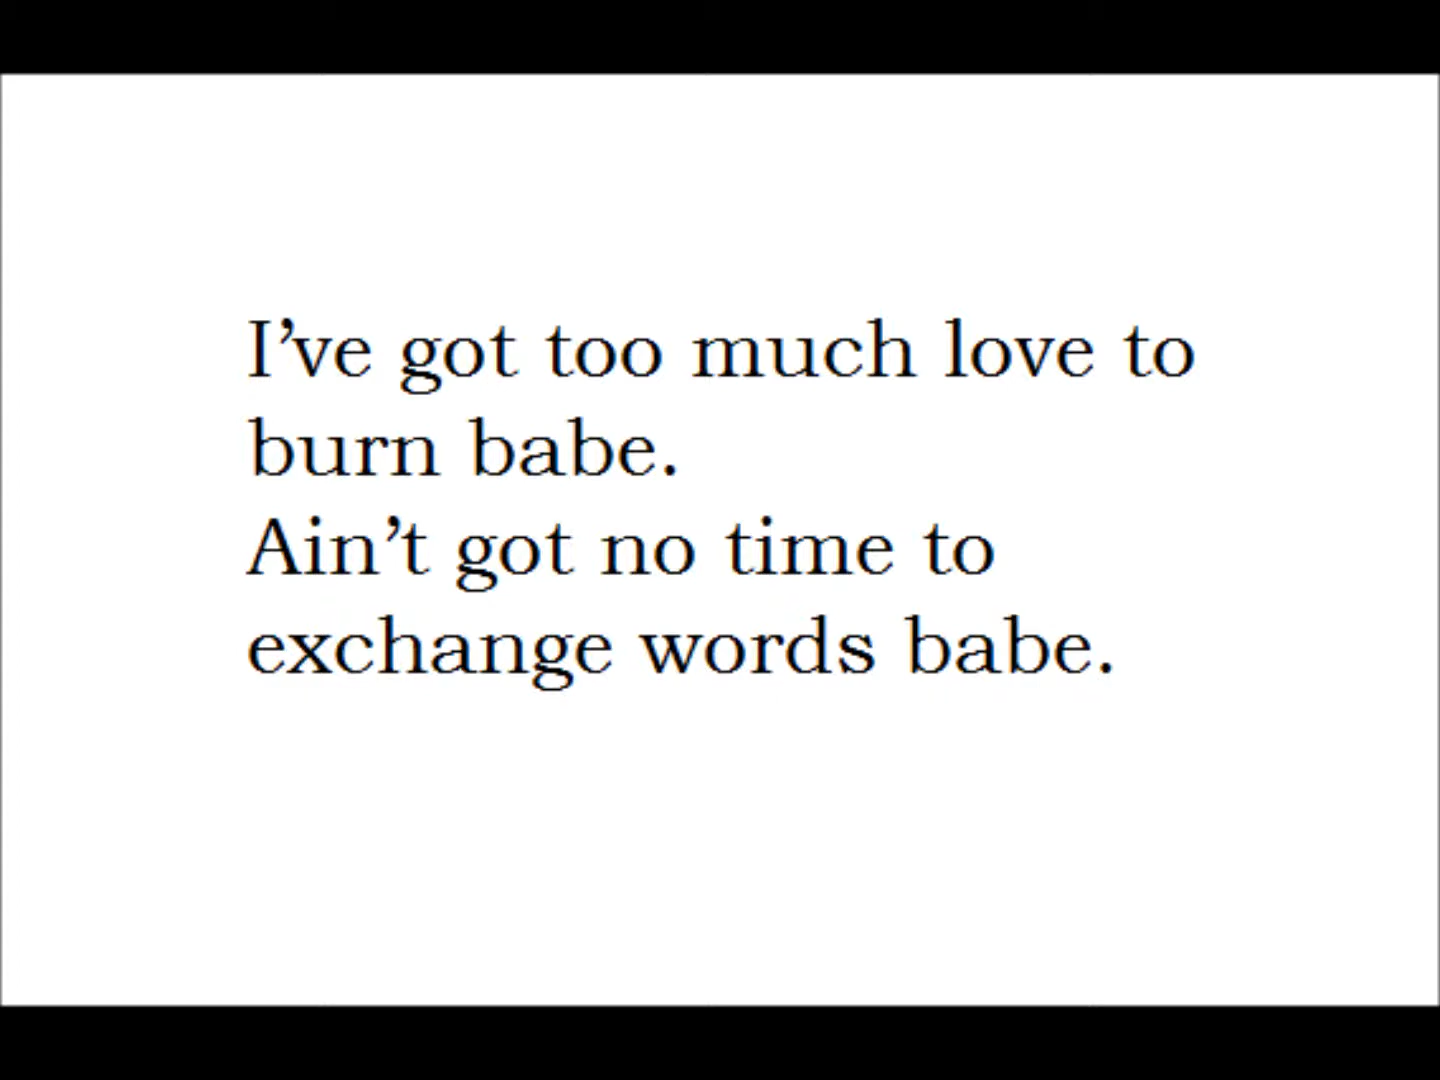 I’ve got too much love to
burn babe.
Ain’t got no time to
exchange words babe.